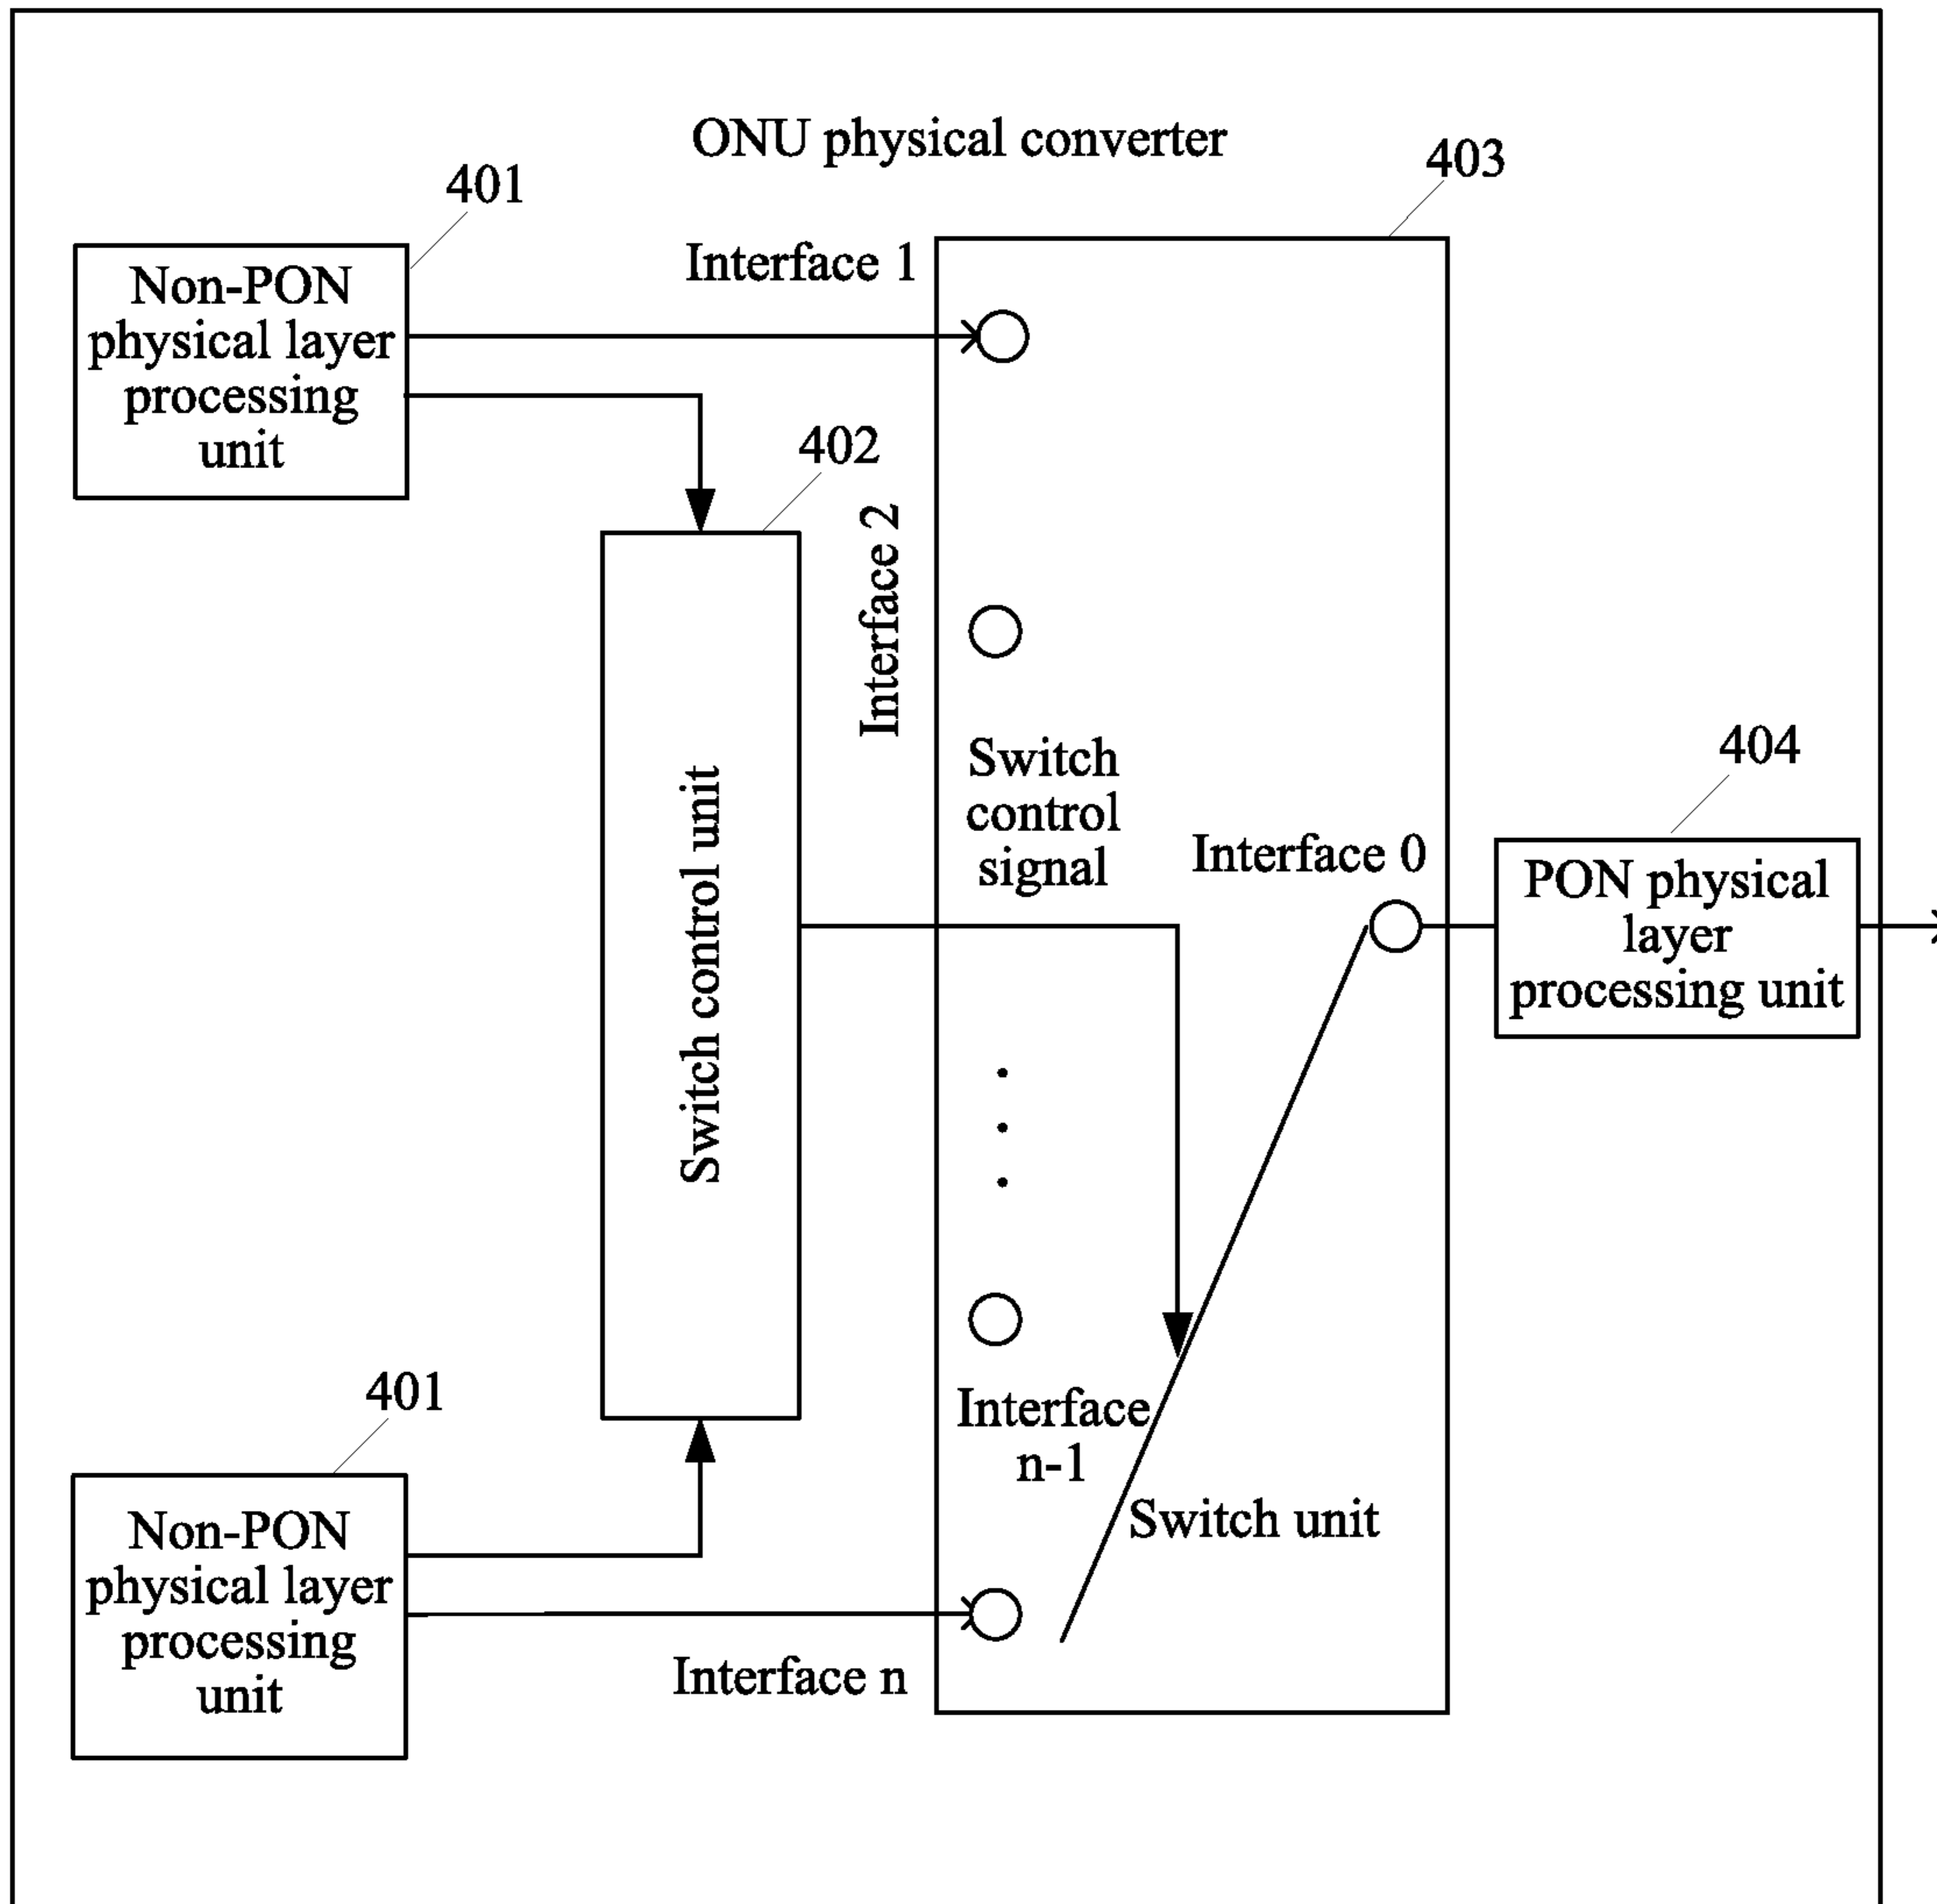 ONU physical converter
403
401
Interface 1
Non-PON
physical layer
processing
unit
402
Interface 2
Switch control unit
Switch
control
signal
404
Interface 0
PON physical
layer
processing unit
401
Interface
n-1
Switch unit
Non-PON
physical layer
processing
unit
Interface n